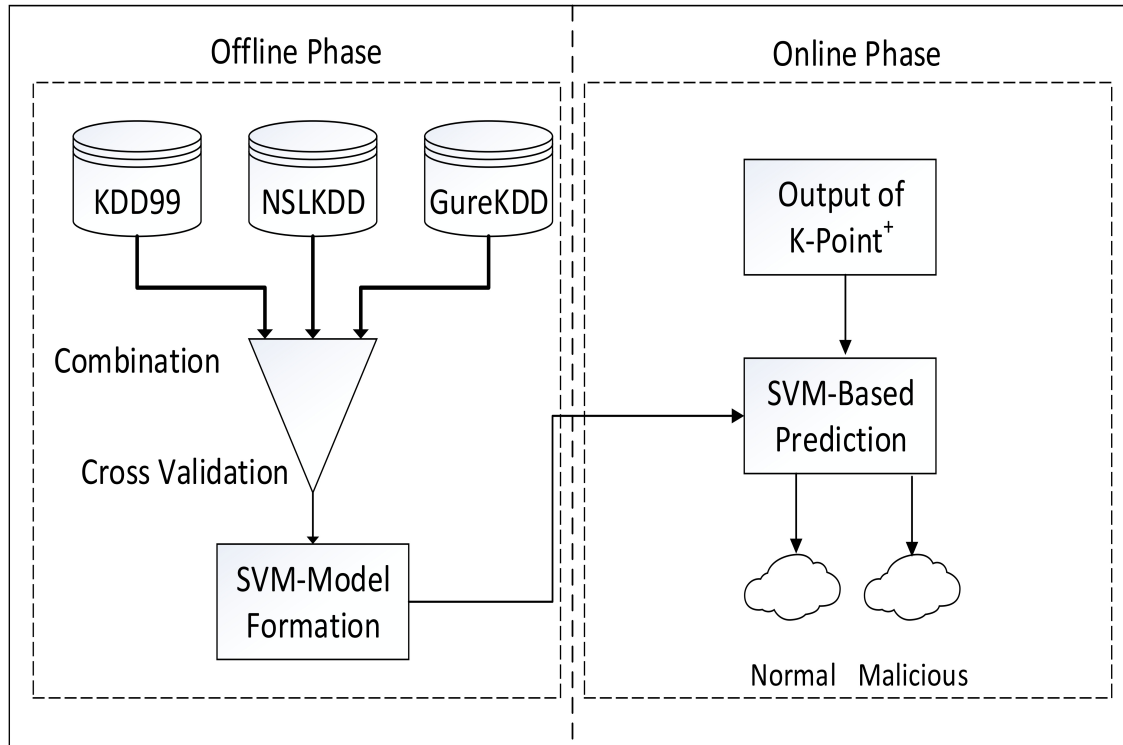 Offline Phase
Online Phase
KDD99
NSLKDD
GureKDD
Combination
Cross Validation
SVM-Model
Formation
Output of
K-Point⁺
SVM-Based
Prediction
Normal
Malicious